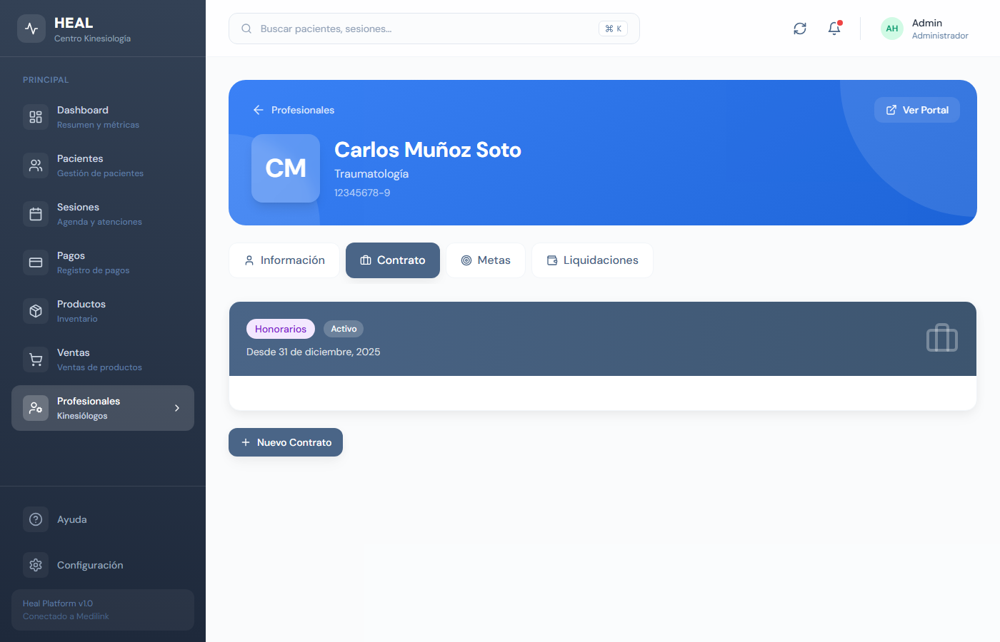 HEAL
Centro Kinesiología
PRINCIPAL
Dashboard
Resumen y métricas
Pacientes
Gestión de pacientes
Sesiones
Agenda y atenciones
Pagos
Registro de pagos
Productos
Inventario
Ventas
Ventas de productos
Profesionales
Kinesiólogos
Ayuda
Configuración
Heal Platform v1.0
Conectado a Medilink
Buscar pacientes, sesiones...
⌘ K
AH
Admin
Administrador
Profesionales
Ver Portal
CM
Carlos Muñoz Soto
Traumatología
12345678-9
Información
Contrato
Metas
Liquidaciones
Honorarios
Activo
Desde 31 de diciembre, 2025
Nuevo Contrato